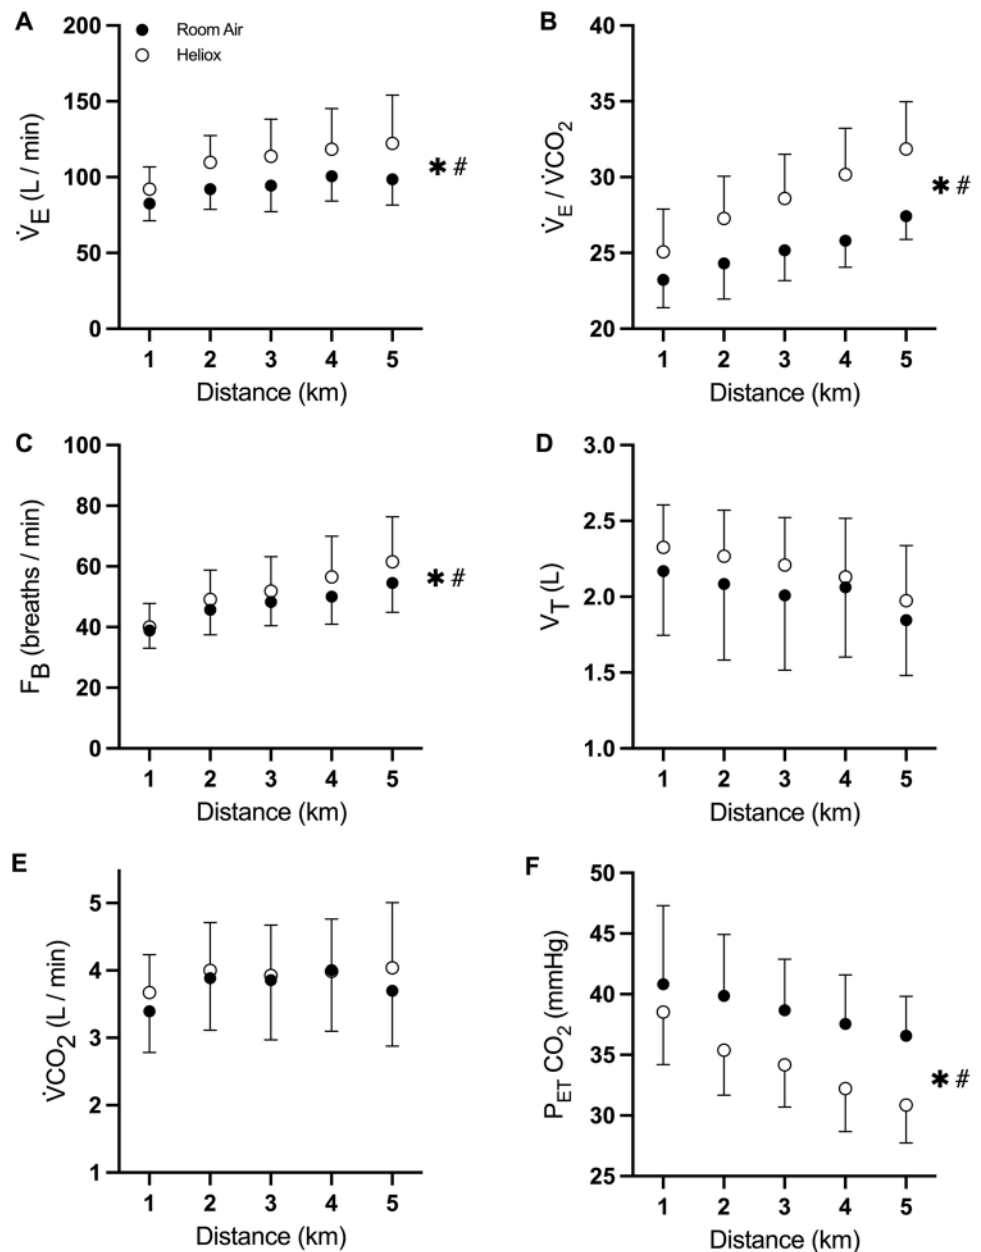 A
Room Air
Heliox
V̇E (L / min)
200
150
100
50
0
1 2 3 4 5
Distance (km)
✱ #
B
V̇E / V̇CO2
40
35
30
25
20
1 2 3 4 5
Distance (km)
✱ #
C
FB (breaths / min)
100
80
60
40
20
0
1 2 3 4 5
Distance (km)
✱ #
D
VT (L)
3.0
2.5
2.0
1.5
1.0
1 2 3 4 5
Distance (km)
E
V̇CO2 (L / min)
5
4
3
2
1
1 2 3 4 5
Distance (km)
F
PET CO2 (mmHg)
50
45
40
35
30
25
1 2 3 4 5
Distance (km)
✱ #